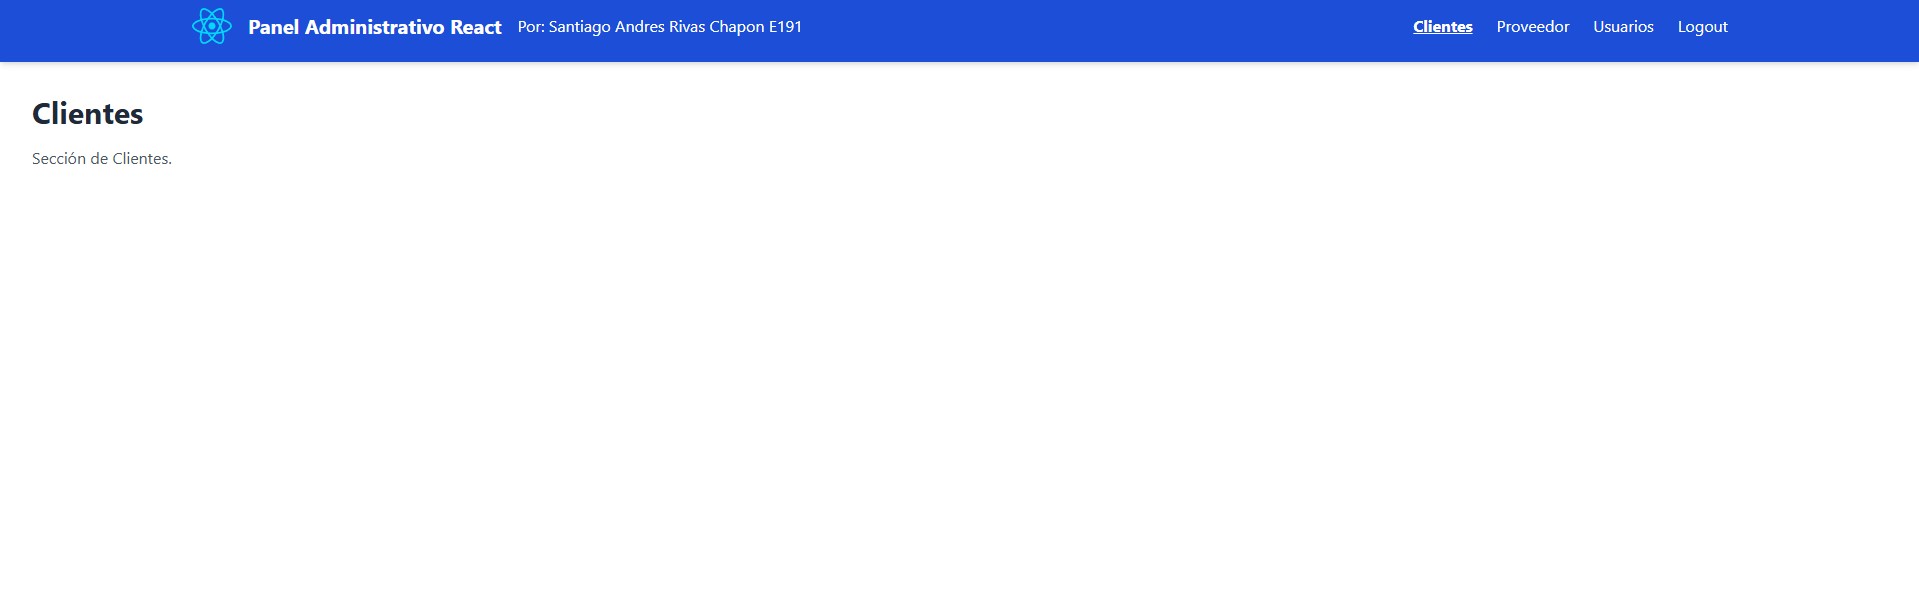 Panel Administrativo React Por: Santiago Andres Rivas Chapon E191 Clientes Proveedor Usuarios Logout
Clientes
Sección de Clientes.